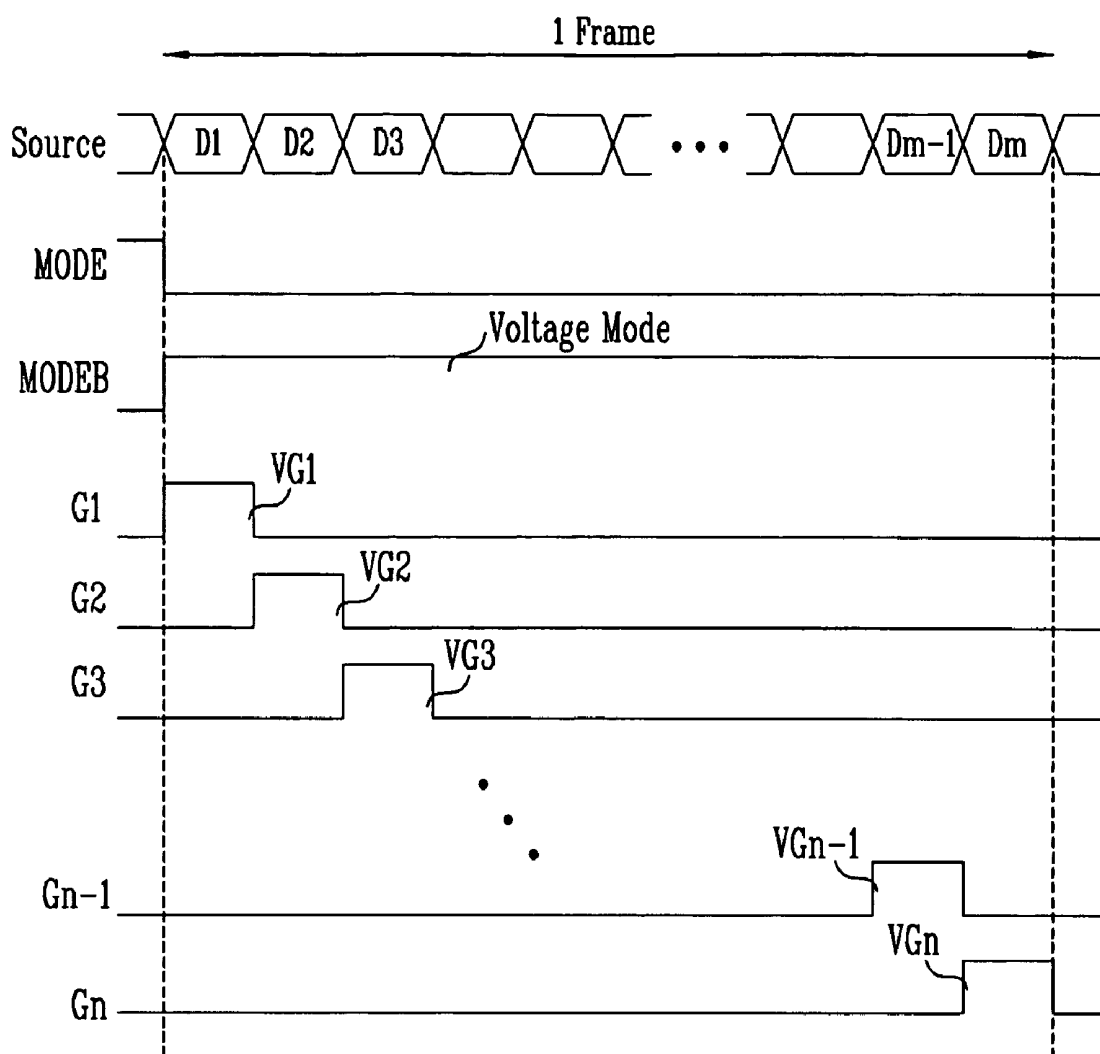 1 Frame
Source D1 D2 D3 • • • Dm-1 Dm
MODE
Voltage Mode
MODEB
VG1
G1
VG2
G2
VG3
G3
VGn-1
Gn-1
VGn
Gn